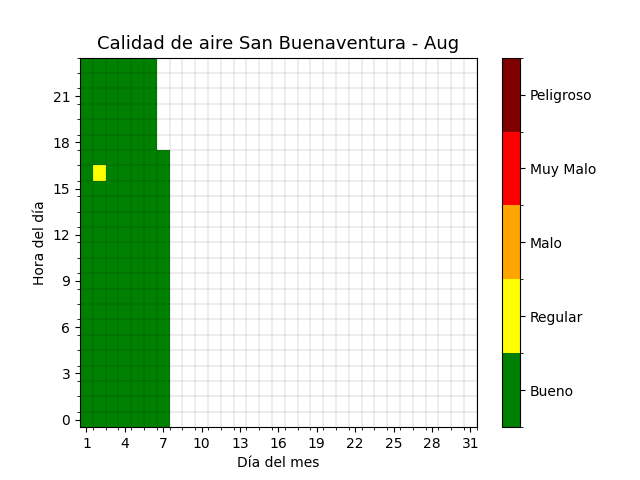 Calidad de aire San Buenaventura - Aug
Hora del día
21
18
15
12
9
6
3
0
1 4 7 10 13 16 19 22 25 28 31
Día del mes
Peligroso
Muy Malo
Malo
Regular
Bueno